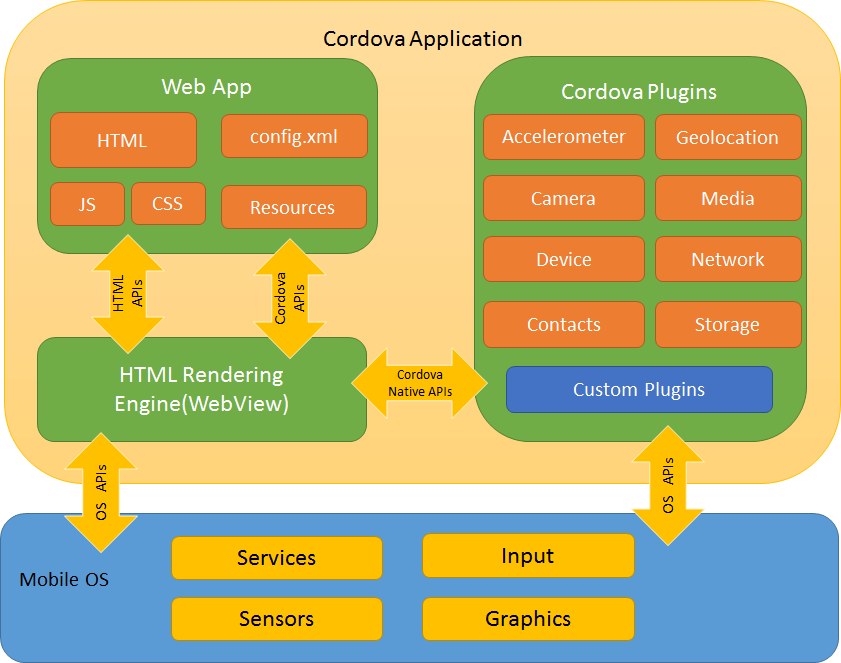 Cordova Application
Web App
HTML
config.xml
JS
CSS
Resources
HTML
APIs
Cordova
APIs
HTML Rendering
Engine(WebView)
Cordova
Native APIs
Cordova Plugins
Accelerometer
Geolocation
Camera
Media
Device
Network
Contacts
Storage
Custom Plugins
OS APIs
OS APIs
Mobile OS
Services
Input
Sensors
Graphics